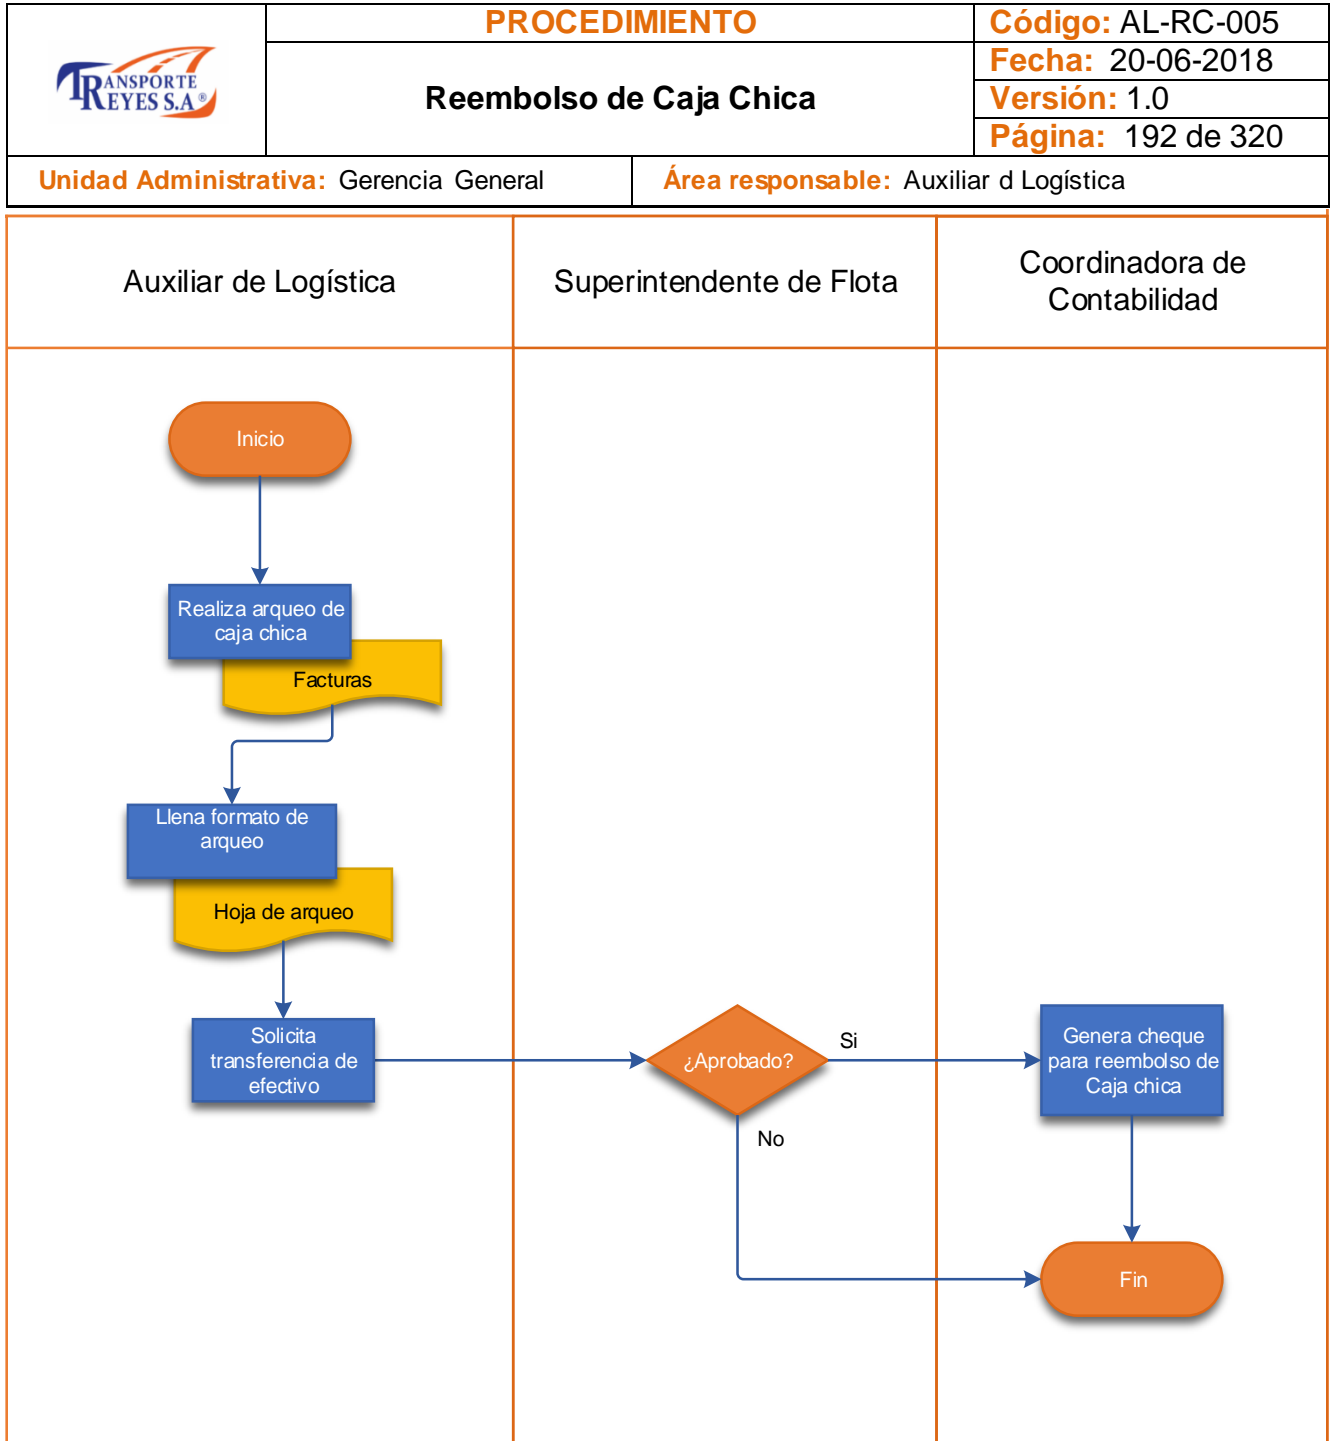 TRANSPORTE
REYES S.A®
PROCEDIMIENTO
Reembolso de Caja Chica
Código: AL-RC-005
Fecha: 20-06-2018
Versión: 1.0
Página: 192 de 320
Unidad Administrativa: Gerencia General
Área responsable: Auxiliar d Logística
Auxiliar de Logística
Superintendente de Flota
Coordinadora de
Contabilidad
Inicio
Realiza arqueo de
caja chica
Facturas
Llena formato de
arqueo
Hoja de arqueo
Solicita
transferencia de
efectivo
¿Aprobado?
Si
No
Genera cheque
para reembolso de
Caja chica
Fin